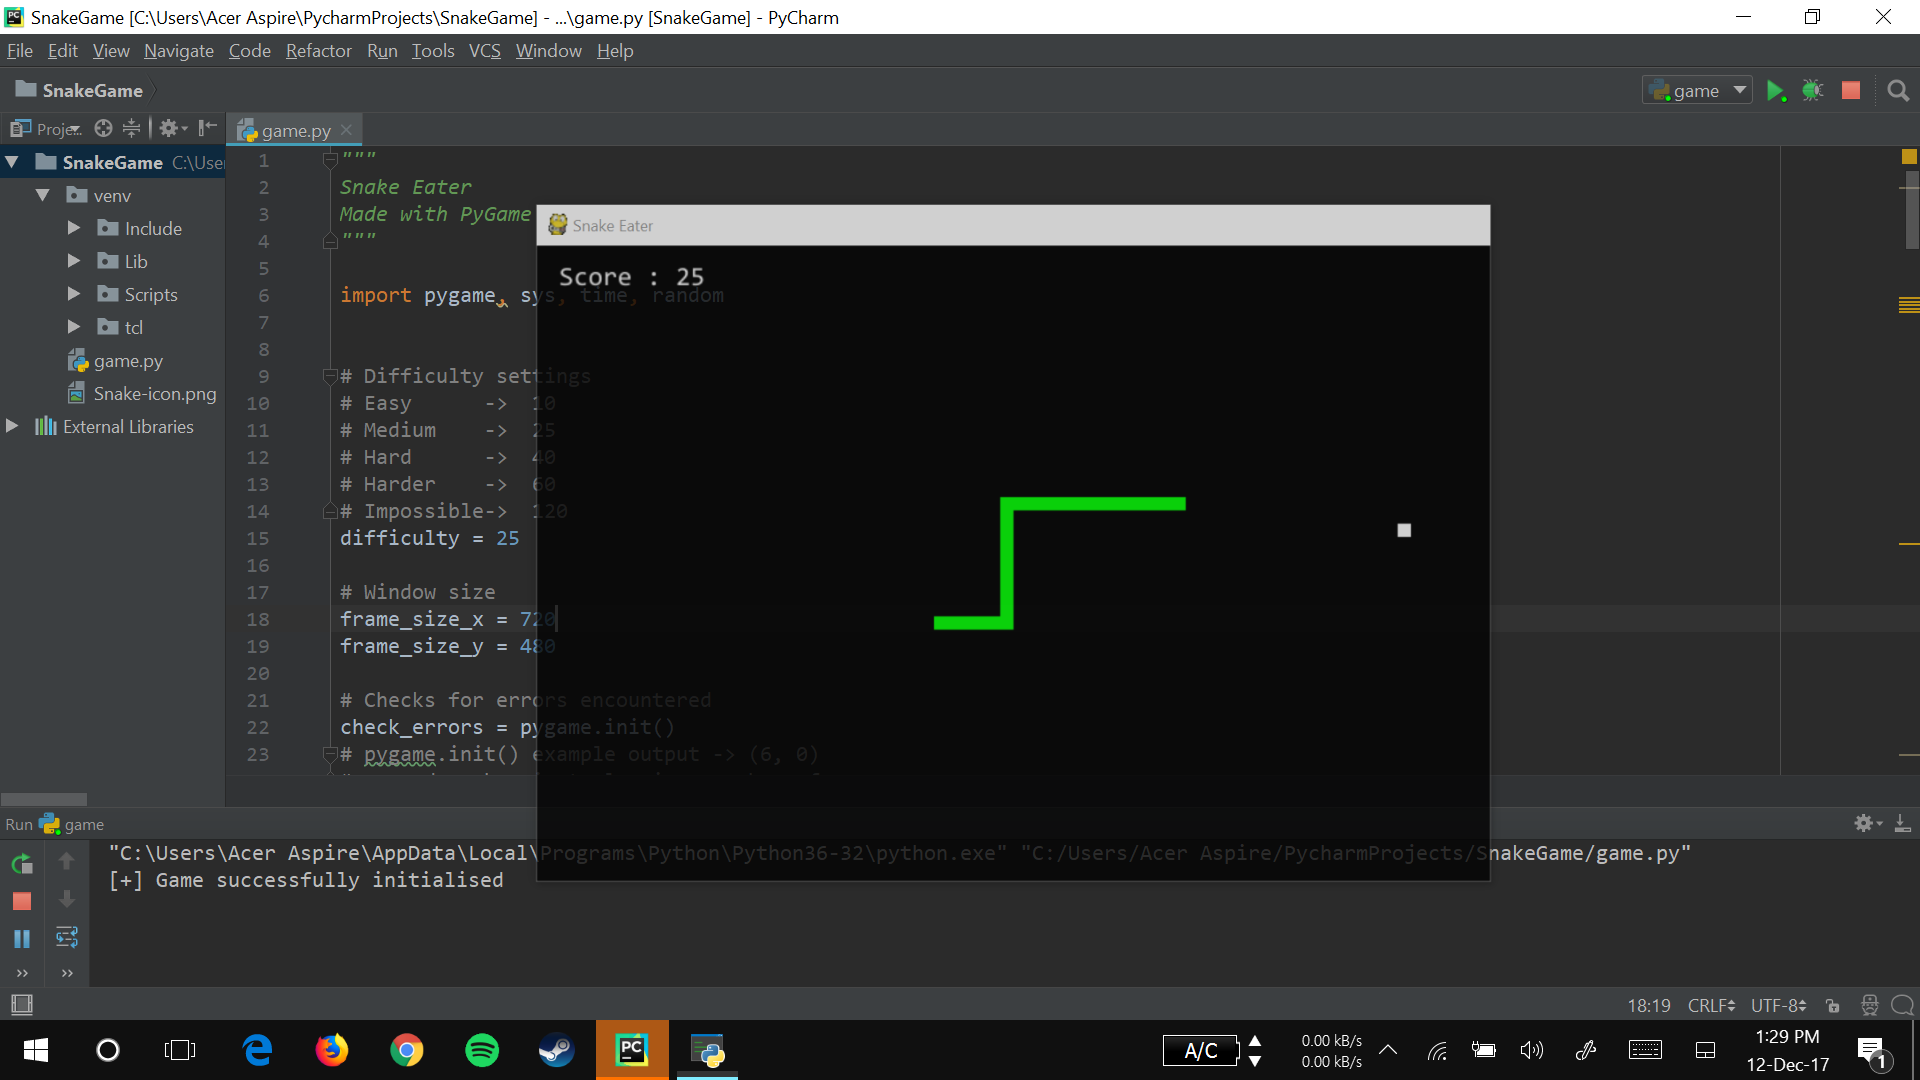 SnakeGame [C:\Users\Acer Aspire\PycharmProjects\SnakeGame] - ...\game.py [SnakeGame] - PyCharm
File Edit View Navigate Code Refactor Run Tools VCS Window Help
SnakeGame
game
Proje..
game.py
SnakeGame C:\Use
venv
Include
Lib
Scripts
tcl
game.py
Snake-icon.png
External Libraries
1 """
2 Snake Eater
3 Made with PyGame
4 """
5
6 import pygame, sys, time, random
7
8
9 # Difficulty settings
10 # Easy -> 10
11 # Medium -> 25
12 # Hard -> 40
13 # Harder -> 60
14 # Impossible-> 120
15 difficulty = 25
16
17 # Window size
18 frame_size_x = 720
19 frame_size_y = 480
20
21 # Checks for errors encountered
22 check_errors = pygame.init()
23 # pygame.init() example output -> (6, 0)
Snake Eater
Score : 25
Run game
"C:\Users\Acer Aspire\AppData\Local\Programs\Python\Python36-32\python.exe" "C:/Users/Acer Aspire/PycharmProjects/SnakeGame/game.py"
[+] Game successfully initialised
18:19 CRLF UTF-8
PC
A/C
0.00 kB/s
0.00 kB/s
1:29 PM
12-Dec-17
1